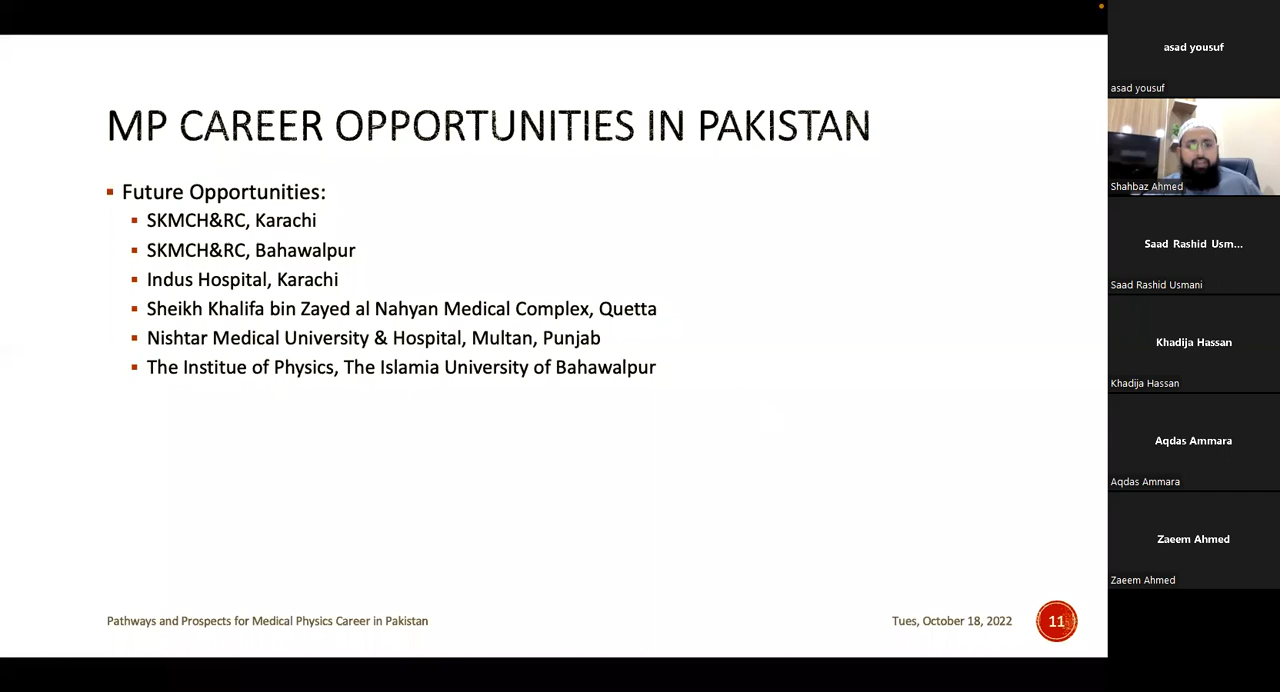 MP CAREER OPPORTUNITIES IN PAKISTAN
Future Opportunities:
SKMCH&RC, Karachi
SKMCH&RC, Bahawalpur
Indus Hospital, Karachi
Sheikh Khalifa bin Zayed al Nahyan Medical Complex, Quetta
Nishtar Medical University & Hospital, Multan, Punjab
The Institue of Physics, The Islamia University of Bahawalpur
Pathways and Prospects for Medical Physics Career in Pakistan
Tues, October 18, 2022
11
asad yousuf
asad yousuf
Shahbaz Ahmed
Saad Rashid Usm...
Saad Rashid Usmani
Khadija Hassan
Khadija Hassan
Aqdas Ammara
Aqdas Ammara
Zaeem Ahmed
Zaeem Ahmed